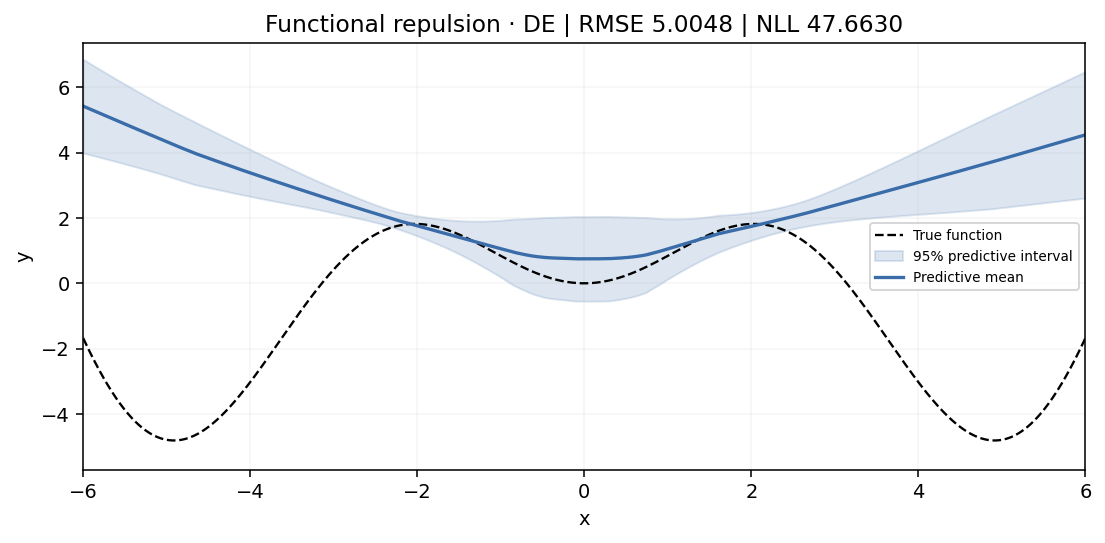 Functional repulsion · DE | RMSE 5.0048 | NLL 47.6630
y
6
4
2
0
−2
−4
True function
95% predictive interval
Predictive mean
−6 −4 −2 0 2 4 6
x